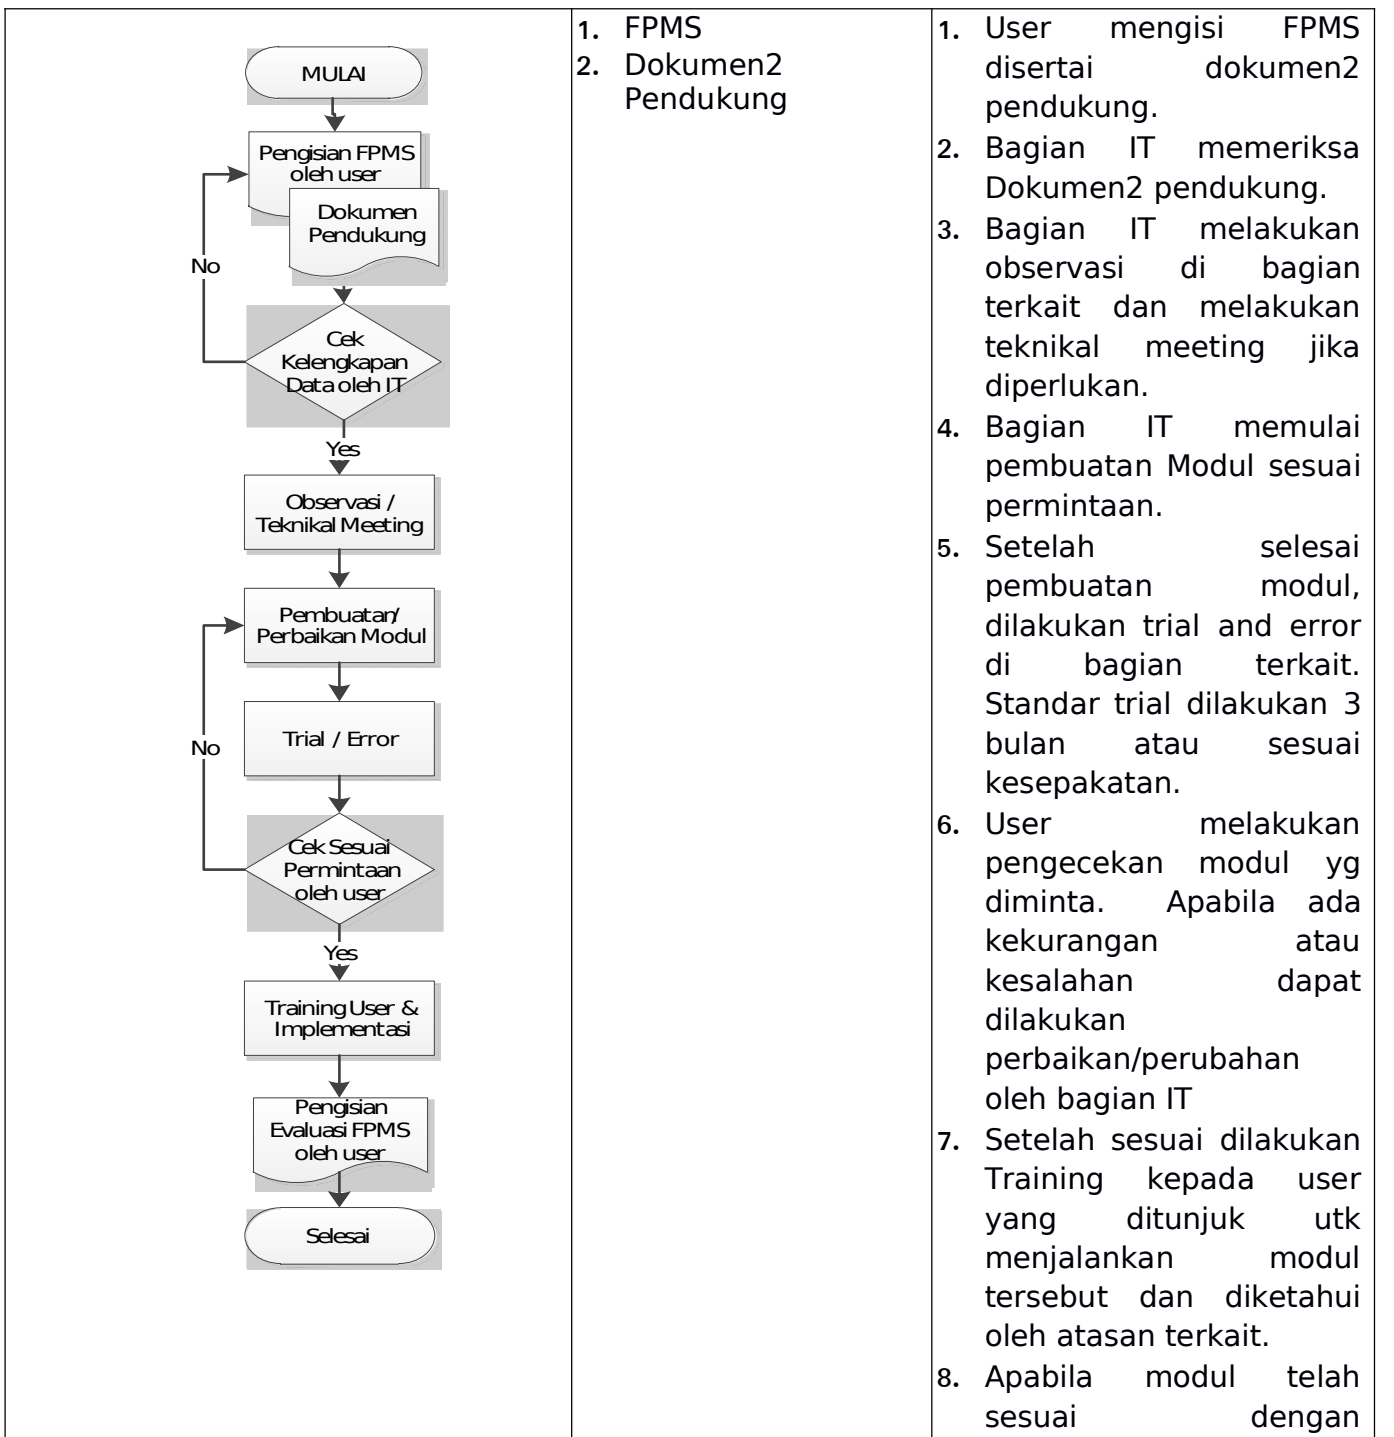 MULAI
Pengisian FPMS
oleh user
Dokumen
Pendukung
No
Cek
Kelengkapan
Data oleh IT
Yes
Observasi /
Teknikal Meeting
Pembuatan/
Perbaikan Modul
Trial / Error
No
Cek Sesuai
Permintaan
oleh user
Yes
Training User &
Implementasi
Pengisian
Evaluasi FPMS
oleh user
Selesai
1. FPMS
2. Dokumen2
Pendukung
1. User mengisi FPMS
disertai dokumen2
pendukung.
2. Bagian IT memeriksa
Dokumen2 pendukung.
3. Bagian IT melakukan
observasi di bagian
terkait dan melakukan
teknikal meeting jika
diperlukan.
4. Bagian IT memulai
pembuatan Modul sesuai
permintaan.
5. Setelah selesai
pembuatan modul,
dilakukan trial and error
di bagian terkait.
Standar trial dilakukan 3
bulan atau sesuai
kesepakatan.
6. User melakukan
pengecekan modul yg
diminta. Apabila ada
kekurangan atau
kesalahan dapat
dilakukan
perbaikan/perubahan
oleh bagian IT
7. Setelah sesuai dilakukan
Training kepada user
yang ditunjuk utk
menjalankan modul
tersebut dan diketahui
oleh atasan terkait.
8. Apabila modul telah
sesuai dengan